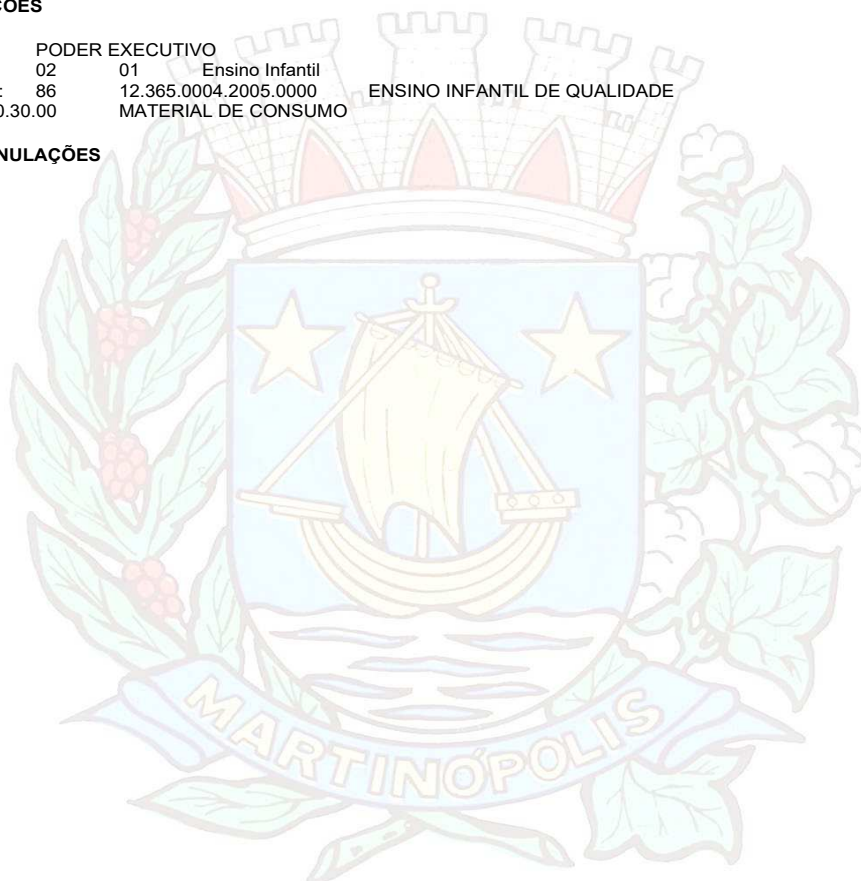 ÇÕES
PODER EXECUTIVO
02 01 Ensino Infantil
: 86 12.365.0004.2005.0000 ENSINO INFANTIL DE QUALIDADE
0.30.00 MATERIAL DE CONSUMO
NULAÇÕES
MARTINÓPOLIS